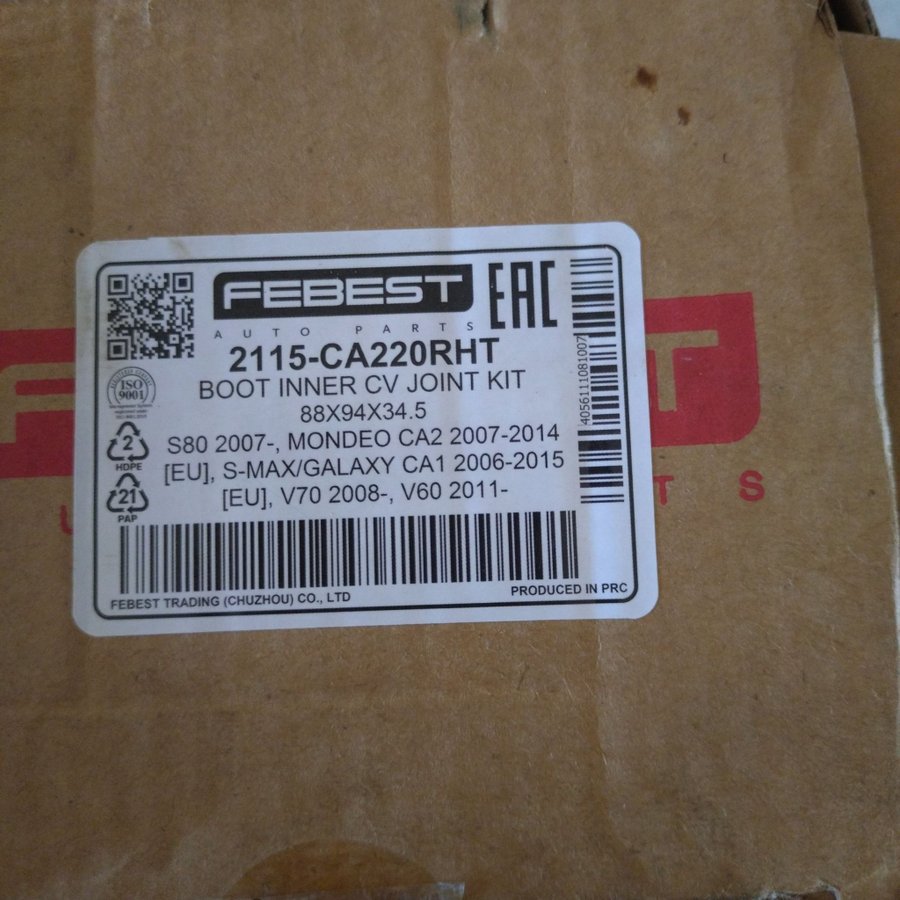 FEBEST
EAC
AUTO PARTS
2115-CA220RHT
BOOT INNER CV JOINT KIT
88X94X34.5
S80 2007-, MONDEO CA2 2007-2014
[EU], S-MAX/GALAXY CA1 2006-2015
[EU], V70 2008-, V60 2011-
ISO
9001
2
HDPE
21
PAP
4056111081007
FEBEST TRADING (CHUZHOU) CO., LTD
PRODUCED IN PRC
T S